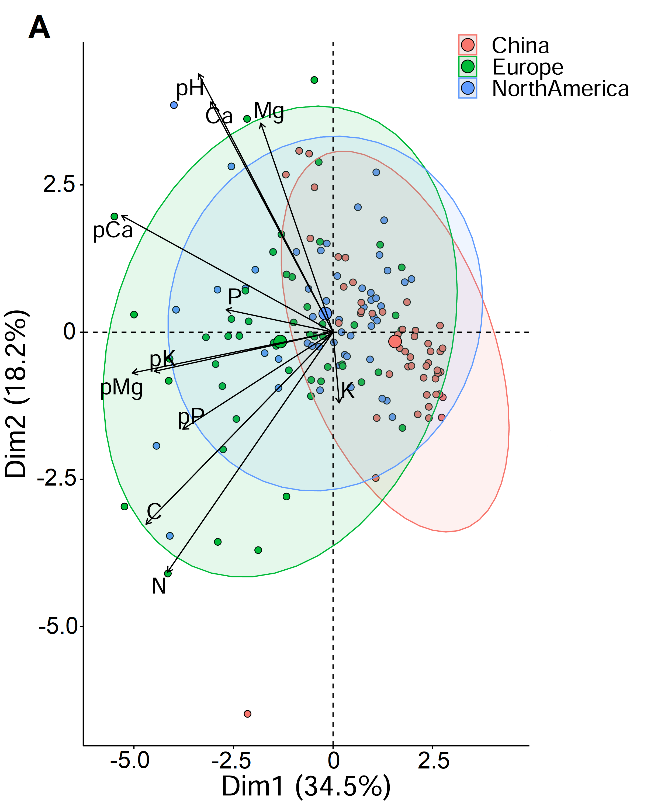 A
China
Europe
NorthAmerica
pH
Ca
Mg
2.5
pCa
P
0
pK
pMg
K
pP
Dim2 (18.2%)
-2.5
C
N
-5.0
-5.0
-2.5
0
2.5
Dim1 (34.5%)